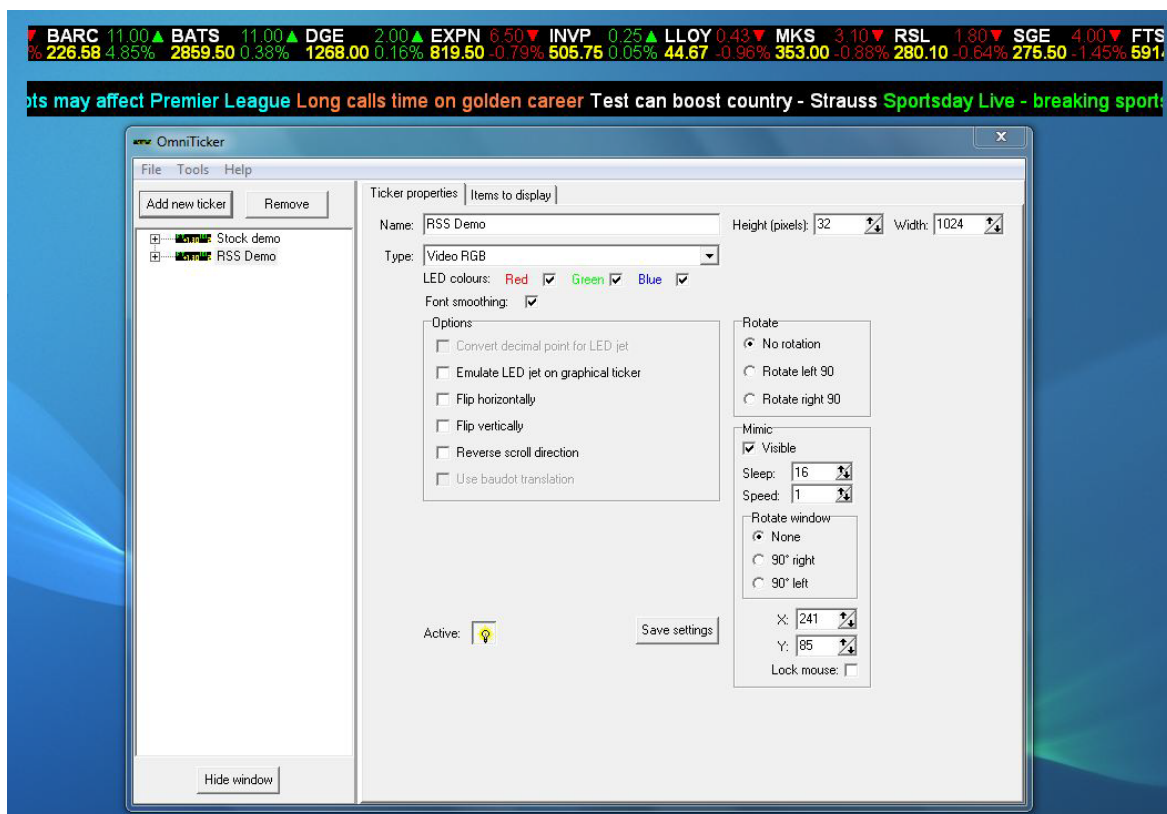 BARC 11.00 BATS 11.00 DGE 2.00 EXPN 6.50 INVP 0.25 LLOY 0.43 MKS 3.10 RSL 1.80 SGE 4.00 FTS
% 226.58 4.85% 2859.50 0.38% 1268.00 0.16% 819.50 -0.79% 505.75 0.05% 44.67 -0.96% 353.00 -0.88% 280.10 -0.64% 275.50 -1.45% 591
ots may affect Premier League Long calls time on golden career Test can boost country - Strauss Sportsday Live - breaking sport
OmniTicker x
File Tools Help
Add new ticker Remove
Stock demo
RSS Demo
Hide window
Ticker properties Items to display
Name: RSS Demo Height (pixels): 32 Width: 1024
Type: Video RGB
LED colours: Red Green Blue
Font smoothing:
Options
Convert decimal point for LED jet
Emulate LED jet on graphical ticker
Flip horizontally
Flip vertically
Reverse scroll direction
Use baudot translation
Rotate
No rotation
Rotate left 90
Rotate right 90
Mimic
Visible
Sleep: 16
Speed: 1
Rotate window
None
90° right
90° left
X: 241
Y: 85
Lock mouse:
Active: Save settings